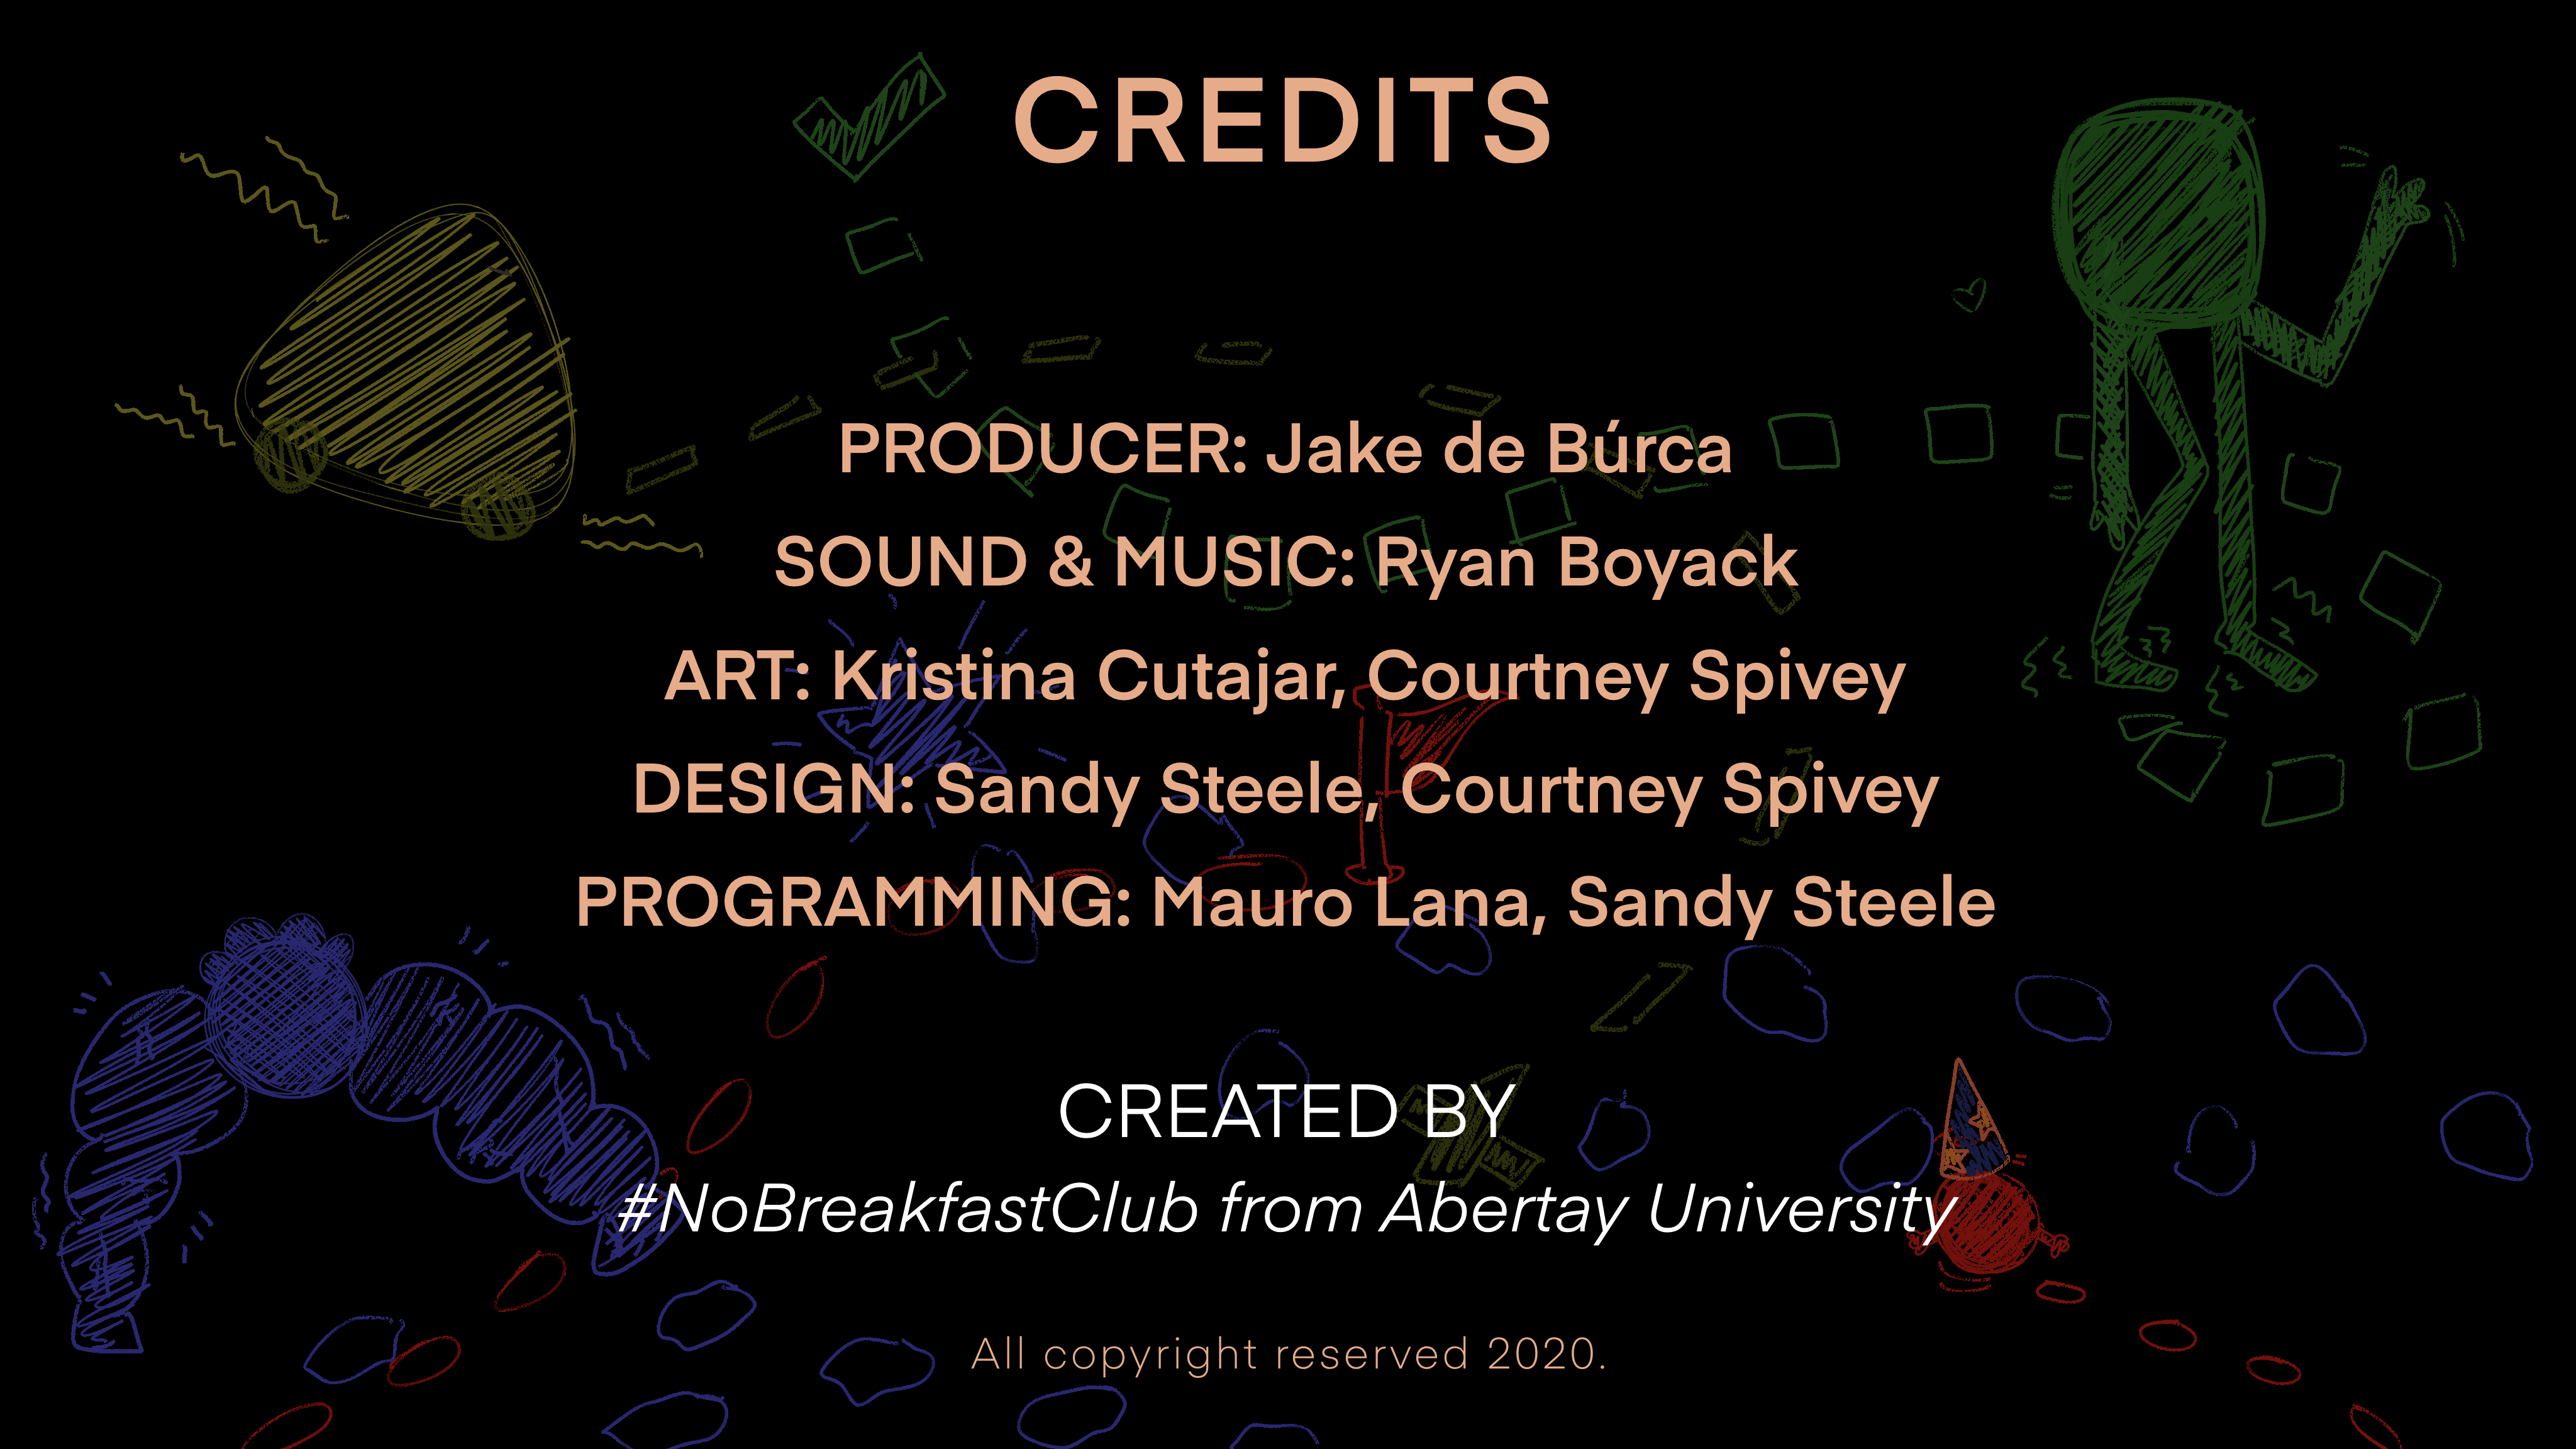 CREDITS
PRODUCER: Jake de Búrca
SOUND & MUSIC: Ryan Boyack
ART: Kristina Cutajar, Courtney Spivey
DESIGN: Sandy Steele, Courtney Spivey
PROGRAMMING: Mauro Lana, Sandy Steele
CREATED BY
#NoBreakfastClub from Abertay University
All copyright reserved 2020.